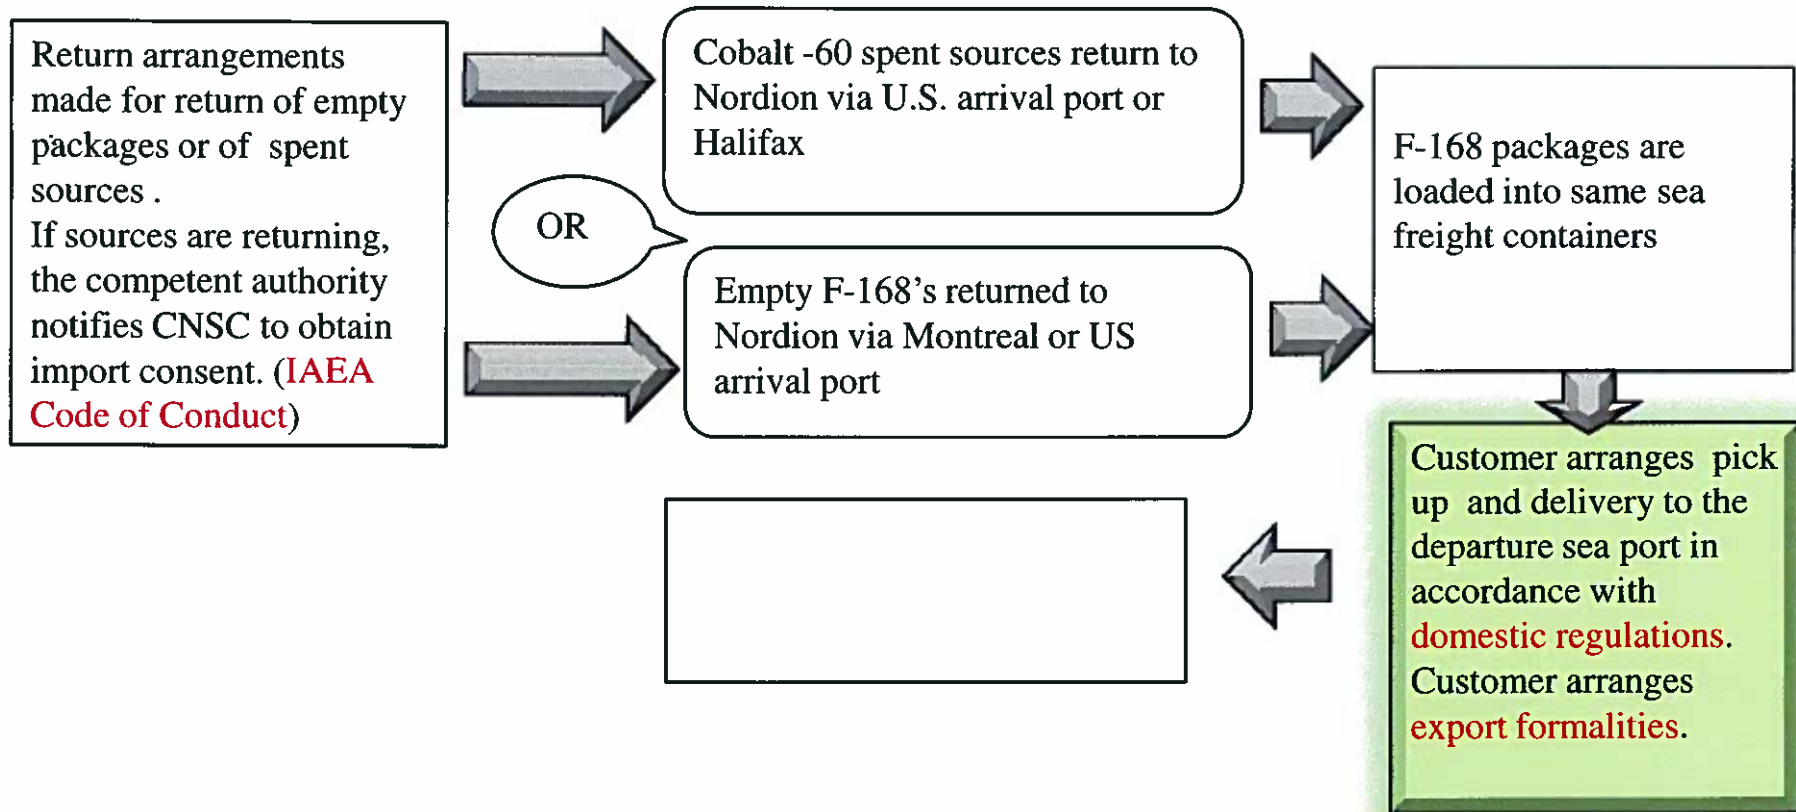 Return arrangements
made for return of empty
packages or of spent
sources .
If sources are returning,
the competent authority
notifies CNSC to obtain
import consent. (IAEA
Code of Conduct)
Cobalt -60 spent sources return to
Nordion via U.S. arrival port or
Halifax
OR
Empty F-168’s returned to
Nordion via Montreal or US
arrival port
F-168 packages are
loaded into same sea
freight containers
Customer arranges pick
up and delivery to the
departure sea port in
accordance with
domestic regulations.
Customer arranges
export formalities.